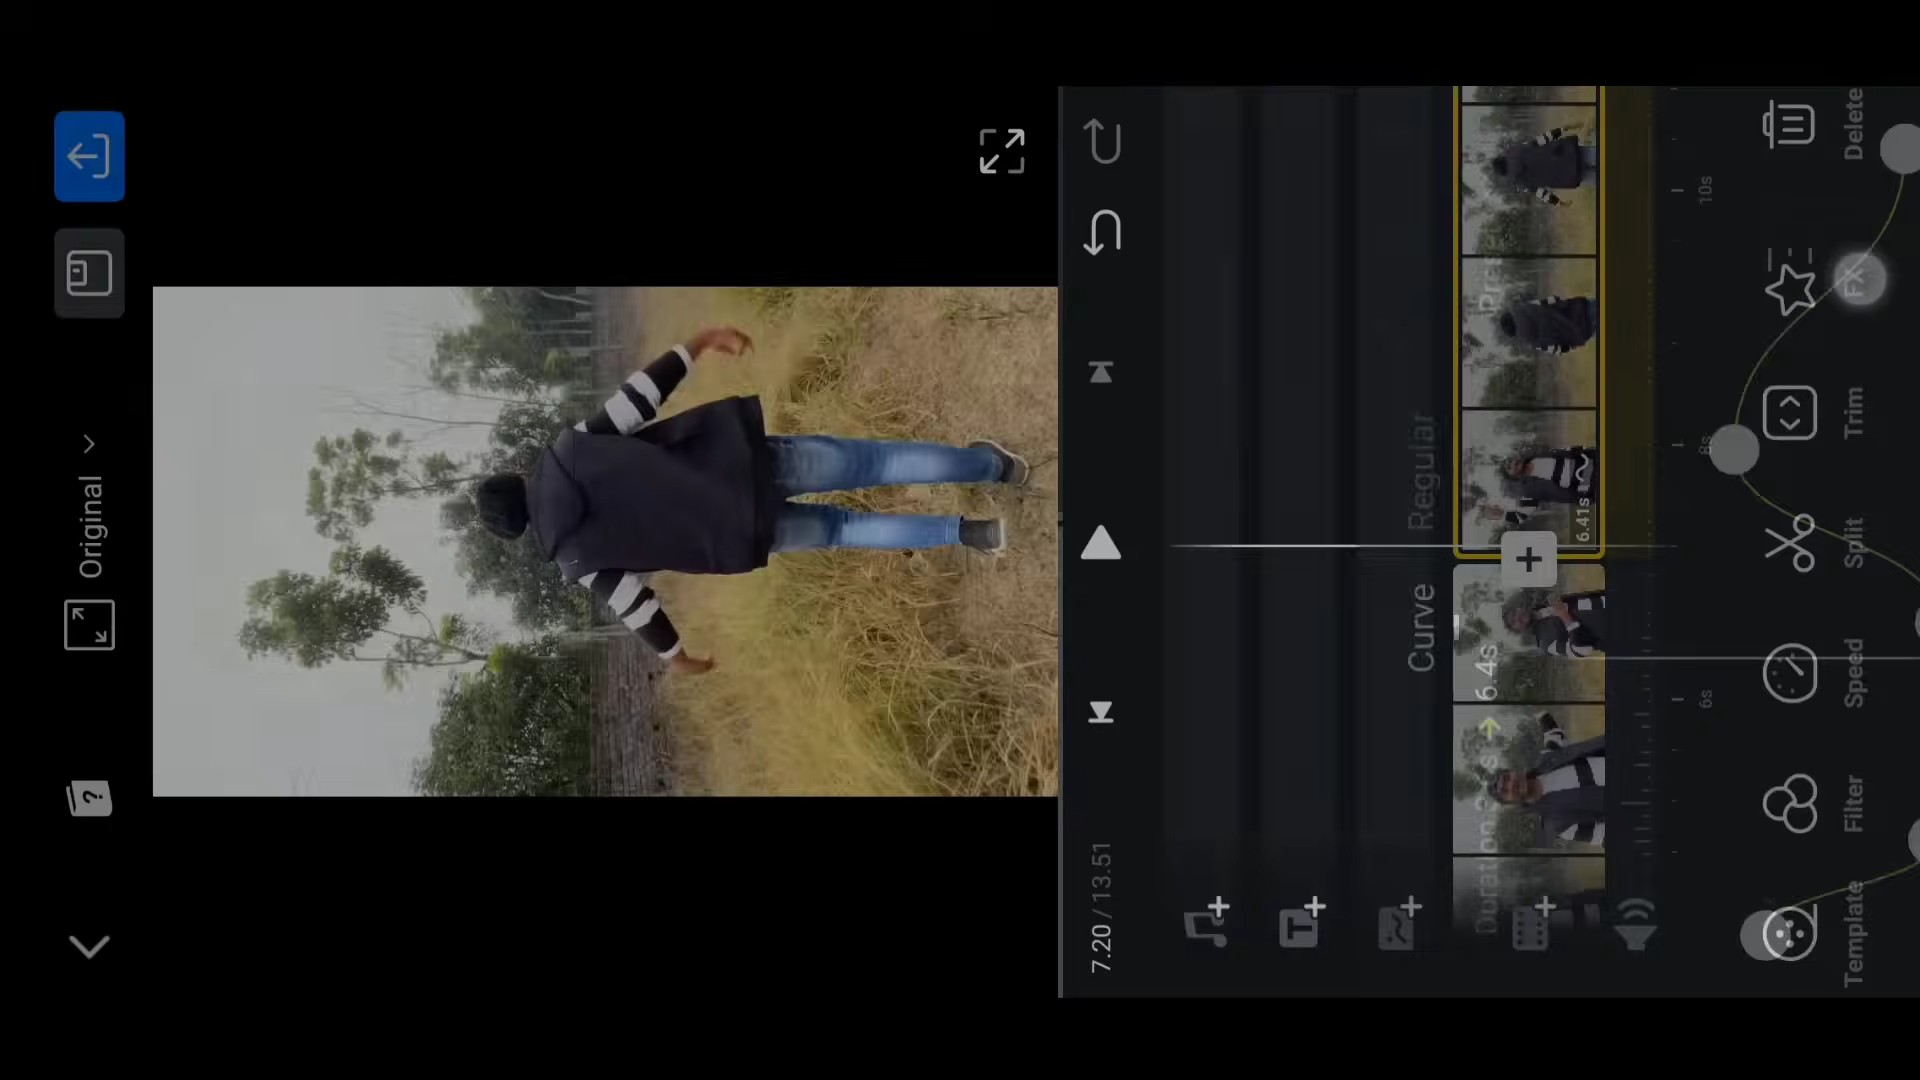 Original
?
7.20 / 13.51
Curve
Regular
6.4s
T
6.41s
6s
8s
10s
Template
Filter
Speed
Split
Trim
FX
Delete